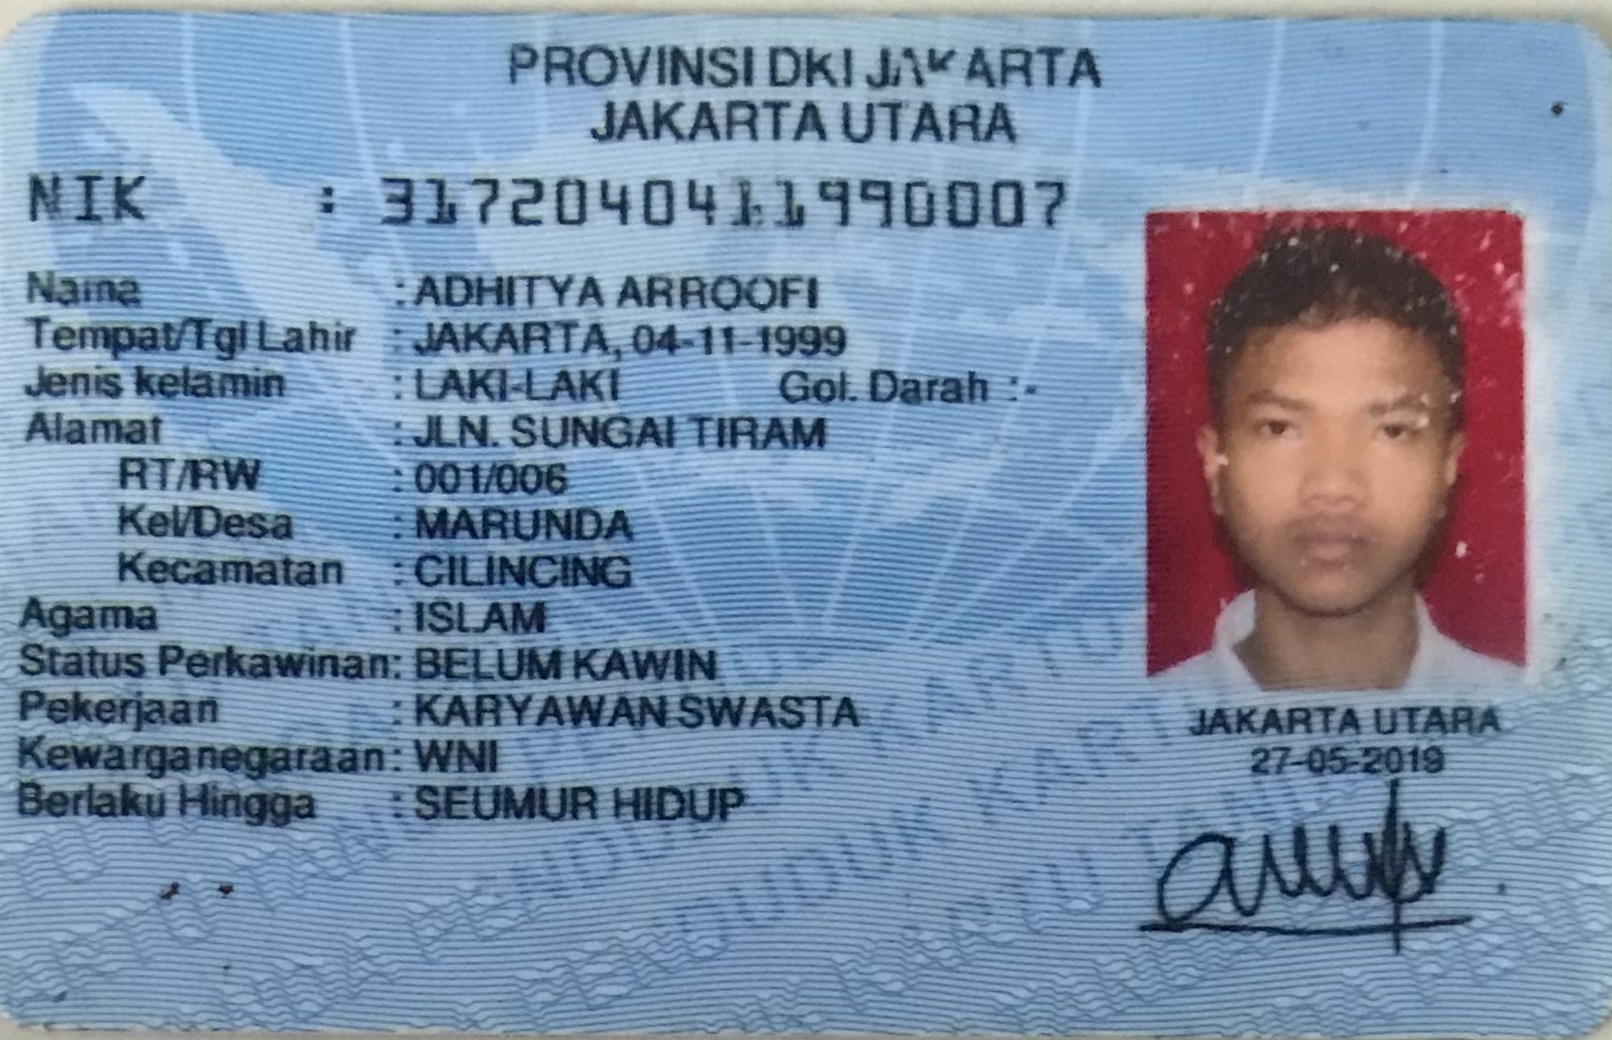 PROVINSI DKI JAKARTA
JAKARTA UTARA
NIK : 3172040411990007
Nama : ADHITYA ARROOFI
Tempat/Tgl Lahir : JAKARTA, 04-11-1999
Jenis kelamin : LAKI-LAKI Gol. Darah : -
Alamat : JLN. SUNGAI TIRAM
RT/RW : 001/006
Kel/Desa : MARUNDA
Kecamatan : CILINCING
Agama : ISLAM
Status Perkawinan: BELUM KAWIN
Pekerjaan : KARYAWAN SWASTA
Kewarganegaraan: WNI
Berlaku Hingga : SEUMUR HIDUP
JAKARTA UTARA
27-05-2019